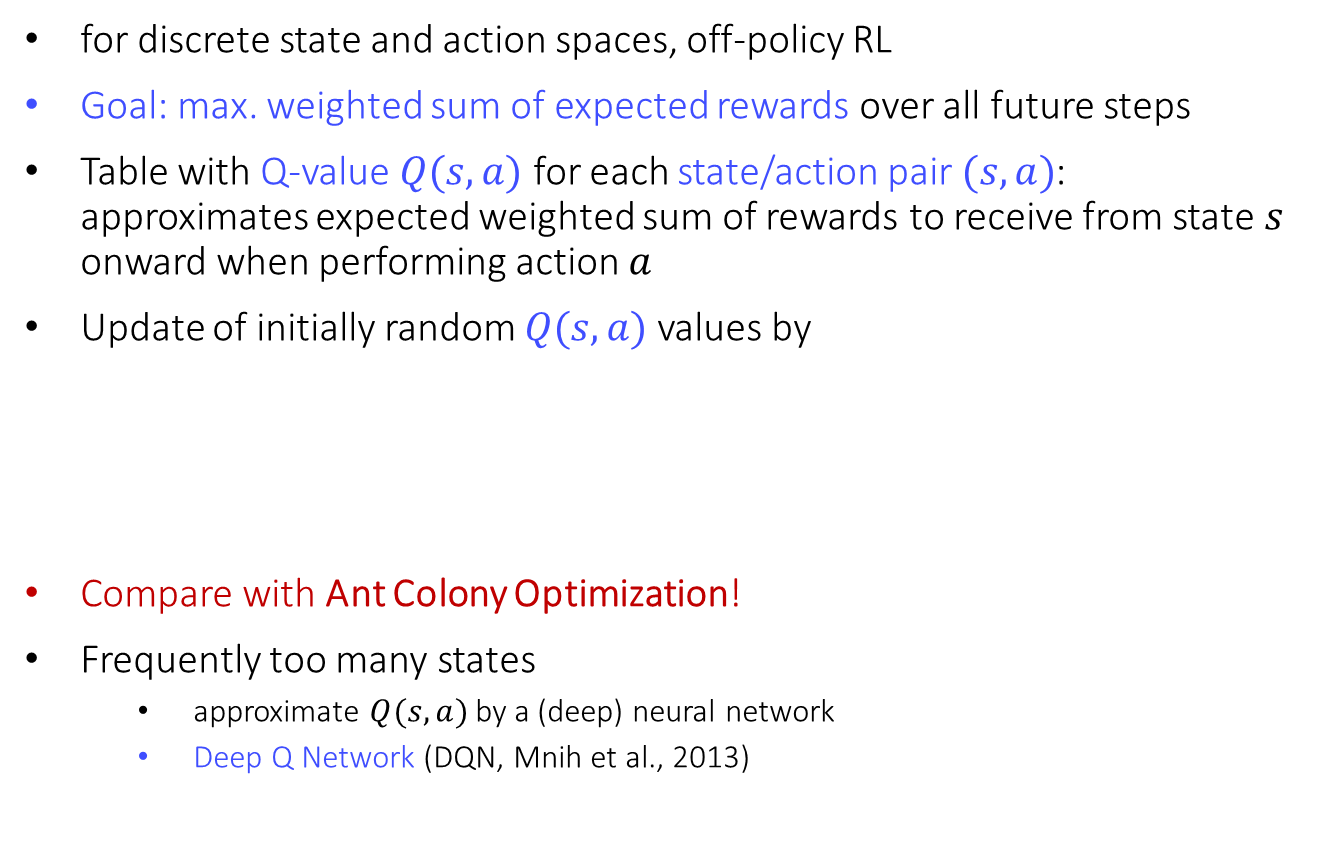 • for discrete state and action spaces, off-policy RL
• Goal: max. weighted sum of expected rewards over all future steps
• Table with Q-value Q(s, a) for each state/action pair (s, a):
approximates expected weighted sum of rewards to receive from state s
onward when performing action a
• Update of initially random Q(s, a) values by
• Compare with Ant Colony Optimization!
• Frequently too many states
• approximate Q(s, a) by a (deep) neural network
• Deep Q Network (DQN, Mnih et al., 2013)